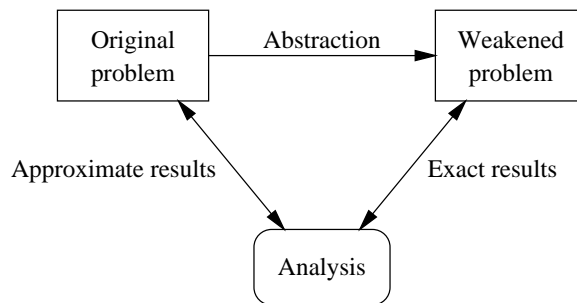 Original
problem
Abstraction
Weakened
problem
Approximate results
Exact results
Analysis